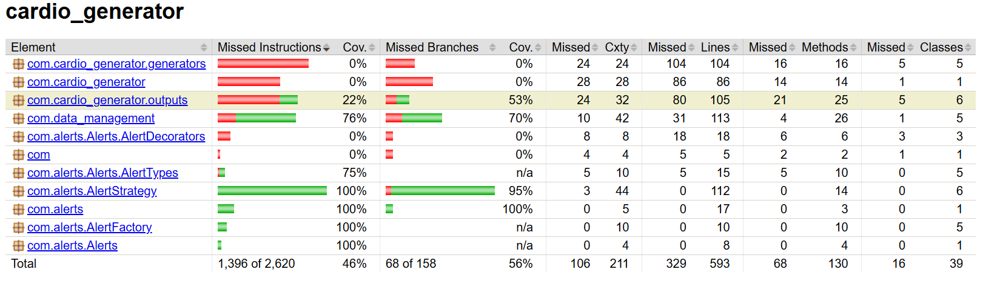 cardio_generator
Element Missed Instructions Cov. Missed Branches Cov. Missed Cxty Missed Lines Missed Methods Missed Classes
com.cardio_generator.generators 0% 0% 24 24 104 104 16 16 5 5
com.cardio_generator 0% 0% 28 28 86 86 14 14 1 1
com.cardio_generator.outputs 22% 53% 24 32 80 105 21 25 5 6
com.data_management 76% 70% 10 42 31 113 4 26 1 5
com.alerts.Alerts.AlertDecorators 0% 0% 8 8 18 18 6 6 3 3
com 0% 0% 4 4 5 5 2 2 1 1
com.alerts.Alerts.AlertTypes 75% n/a 5 10 5 15 5 10 0 5
com.alerts.AlertStrategy 100% 95% 3 44 0 112 0 14 0 6
com.alerts 100% 100% 0 5 0 17 0 3 0 1
com.alerts.AlertFactory 100% n/a 0 10 0 10 0 10 0 5
com.alerts.Alerts 100% n/a 0 4 0 8 0 4 0 1
Total 1,396 of 2,620 46% 68 of 158 56% 106 211 329 593 68 130 16 39